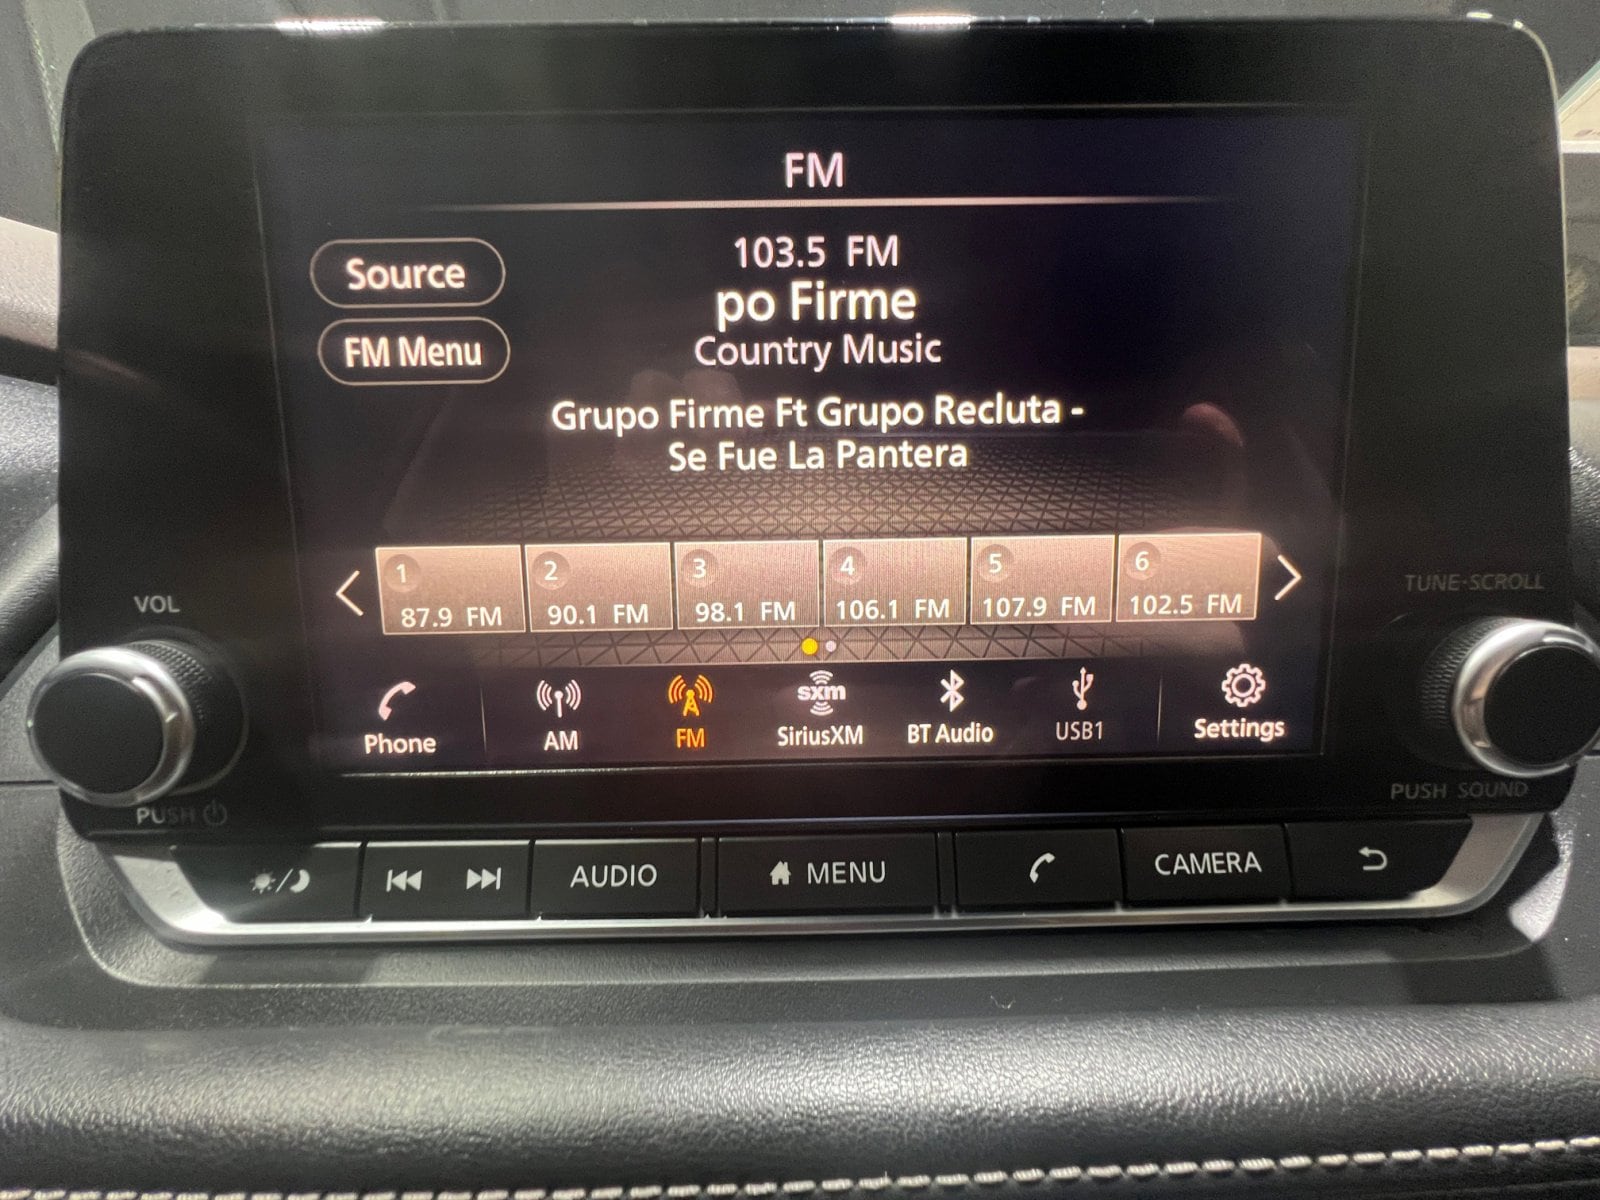 FM
Source
103.5 FM
po Firme
FM Menu
Country Music
Grupo Firme Ft Grupo Recluta -
Se Fue La Pantera
1 2 3 4 5 6
87.9 FM 90.1 FM 98.1 FM 106.1 FM 107.9 FM 102.5 FM
VOL
TUNE·SCROLL
sxm
Phone AM FM SiriusXM BT Audio USB1 Settings
PUSH
PUSH SOUND
AUDIO MENU CAMERA